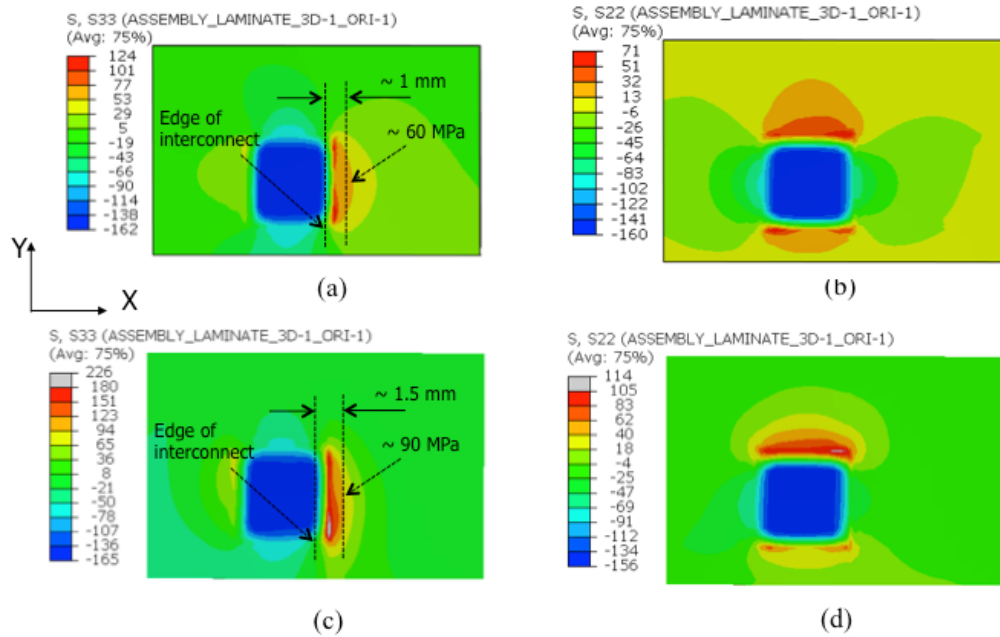 S, S33 (ASSEMBLY_LAMINATE_3D-1_ORI-1)
(Avg: 75%)
124
101
77
53
29
5
-19
-43
-66
-90
-114
-138
-162
Edge of
interconnect
~ 1 mm
~ 60 MPa
(a)
S, S22 (ASSEMBLY_LAMINATE_3D-1_ORI-1)
(Avg: 75%)
71
51
32
13
-6
-26
-45
-64
-83
-102
-122
-141
-160
(b)
Y
X
S, S33 (ASSEMBLY_LAMINATE_3D-1_ORI-1)
(Avg: 75%)
226
180
151
123
94
65
36
8
-21
-50
-78
-107
-136
-165
Edge of
interconnect
~ 1.5 mm
~ 90 MPa
(c)
S, S22 (ASSEMBLY_LAMINATE_3D-1_ORI-1)
(Avg: 75%)
114
105
83
62
40
18
-4
-25
-47
-69
-91
-112
-134
-156
(d)